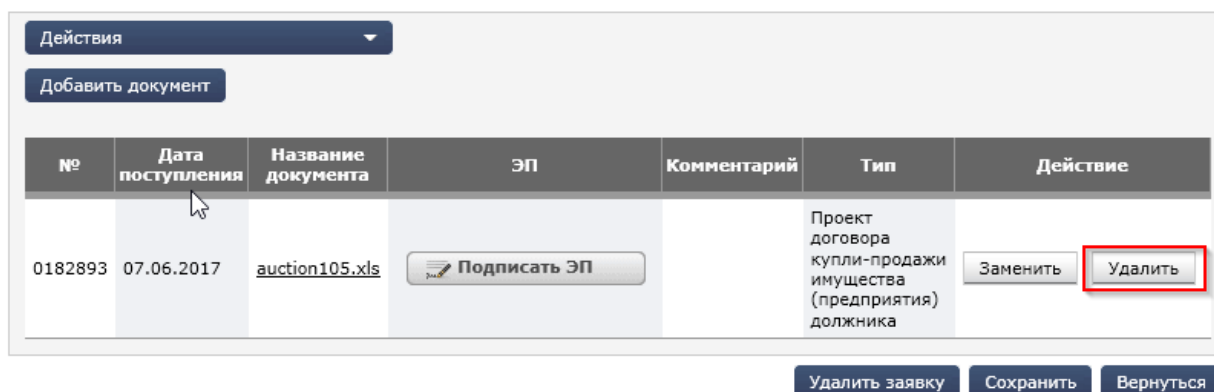 Действия
Добавить документ
№ Дата поступления Название документа ЭП Комментарий Тип Действие
0182893 07.06.2017 auction105.xls Подписать ЭП Проект
договора
купли-продажи
имущества
(предприятия)
должника
Заменить Удалить
Удалить заявку Сохранить Вернуться